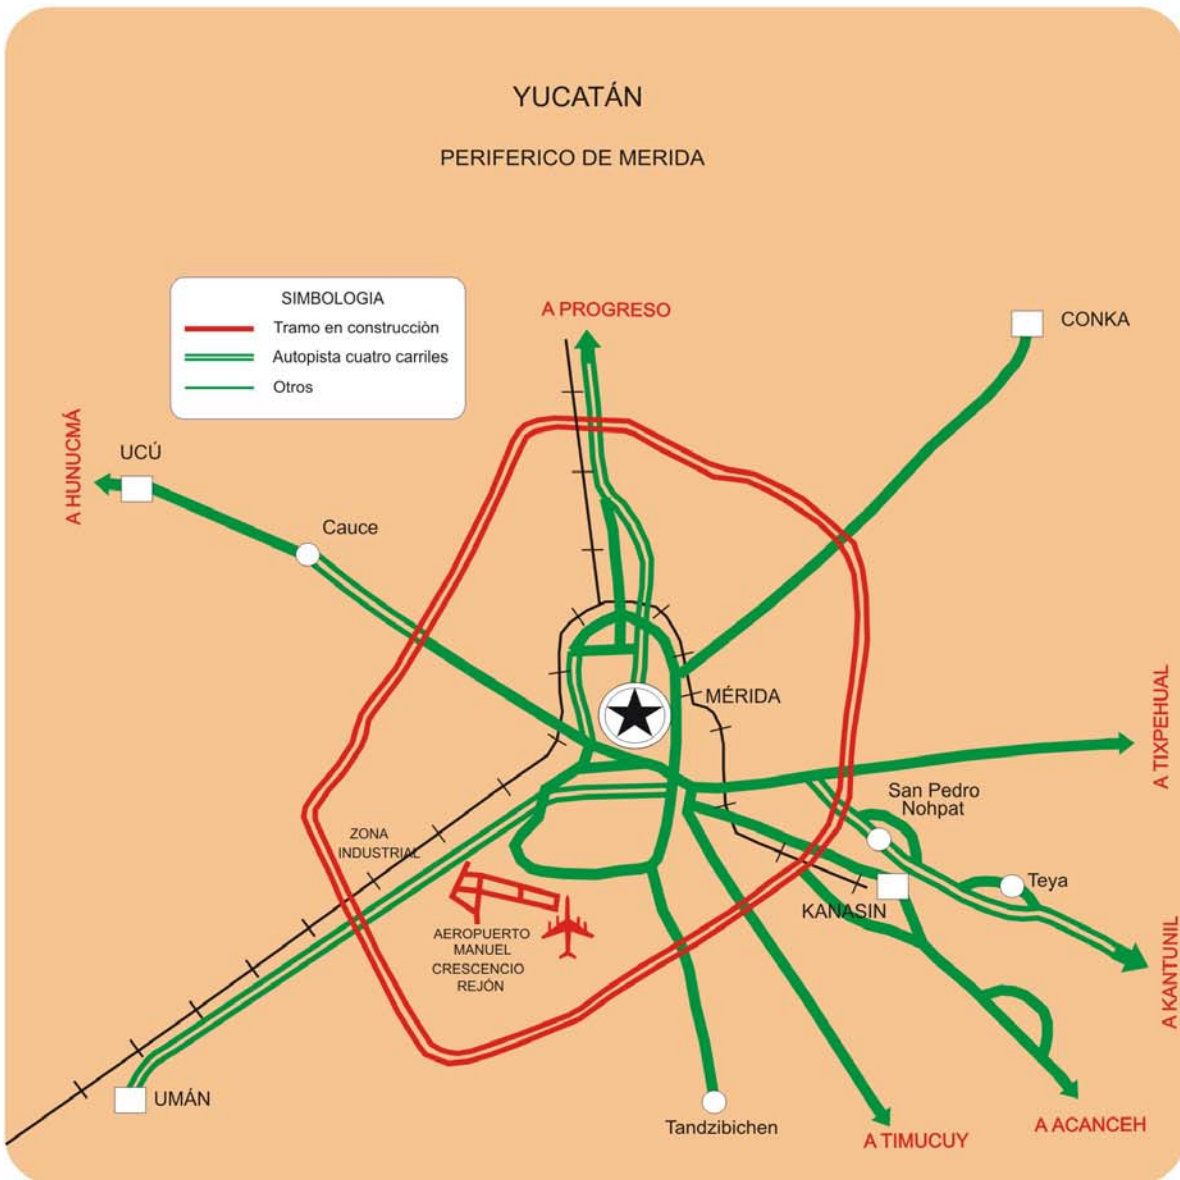 YUCATÁN
PERIFERICO DE MERIDA
SIMBOLOGIA
Tramo en construcciòn
Autopista cuatro carriles
Otros
A PROGRESO
CONKA
A HUNUCMÁ
UCÚ
Cauce
MÉRIDA
A TIXPEHUAL
San Pedro
Nohpat
ZONA
INDUSTRIAL
Teya
KANASIN
AEROPUERTO
MANUEL
CRESCENCIO
REJÓN
A KANTUNIL
UMÁN
Tandzibichen
A TIMUCUY
A ACANCEH